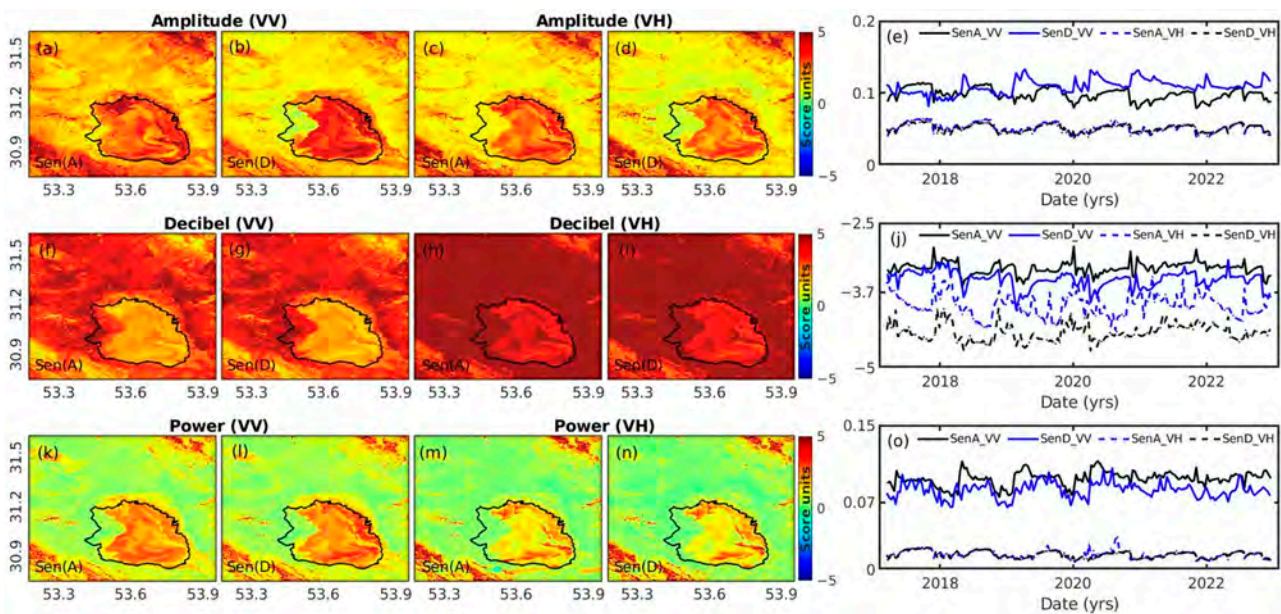 Amplitude (VV) Amplitude (VH)
(a) (b) (c) (d)
31.5
31.2
30.9
Sen(A) Sen(D) Sen(A) Sen(D)
53.3 53.6 53.9 53.3 53.6 53.9 53.3 53.6 53.9 53.3 53.6 53.9
5
0
−5
Score units
0.2
(e) SenA_VV SenD_VV SenA_VH SenD_VH
0.1
0
2018 2020 2022
Date (yrs)
Decibel (VV) Decibel (VH)
(f) (g) (h) (i)
31.5
31.2
30.9
Sen(A) Sen(D) Sen(A) Sen(D)
53.3 53.6 53.9 53.3 53.6 53.9 53.3 53.6 53.9 53.3 53.6 53.9
5
0
−5
Score units
−2.5
(j) SenA_VV SenD_VV SenA_VH SenD_VH
−3.7
−5
2018 2020 2022
Date (yrs)
Power (VV) Power (VH)
(k) (l) (m) (n)
31.5
31.2
30.9
Sen(A) Sen(D) Sen(A) Sen(D)
53.3 53.6 53.9 53.3 53.6 53.9 53.3 53.6 53.9 53.3 53.6 53.9
5
0
−5
Score units
0.15
(o) SenA_VV SenD_VV SenA_VH SenD_VH
0.07
0
2018 2020 2022
Date (yrs)